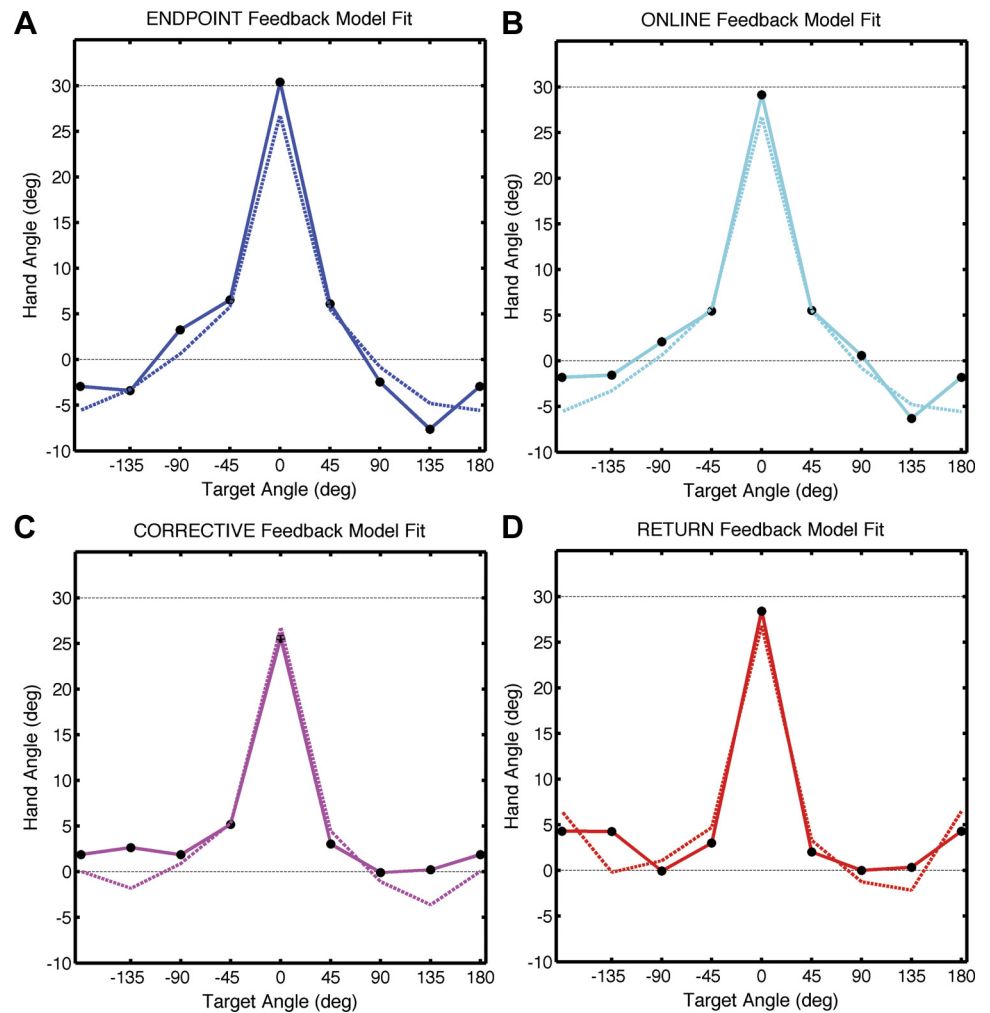 A
ENDPOINT Feedback Model Fit
30
25
20
15
10
5
0
-5
-10
Hand Angle (deg)
-135 -90 -45 0 45 90 135 180
Target Angle (deg)
B
ONLINE Feedback Model Fit
30
25
20
15
10
5
0
-5
-10
Hand Angle (deg)
-135 -90 -45 0 45 90 135 180
Target Angle (deg)
C
CORRECTIVE Feedback Model Fit
30
25
20
15
10
5
0
-5
-10
Hand Angle (deg)
-135 -90 -45 0 45 90 135 180
Target Angle (deg)
D
RETURN Feedback Model Fit
30
25
20
15
10
5
0
-5
-10
Hand Angle (deg)
-135 -90 -45 0 45 90 135 180
Target Angle (deg)